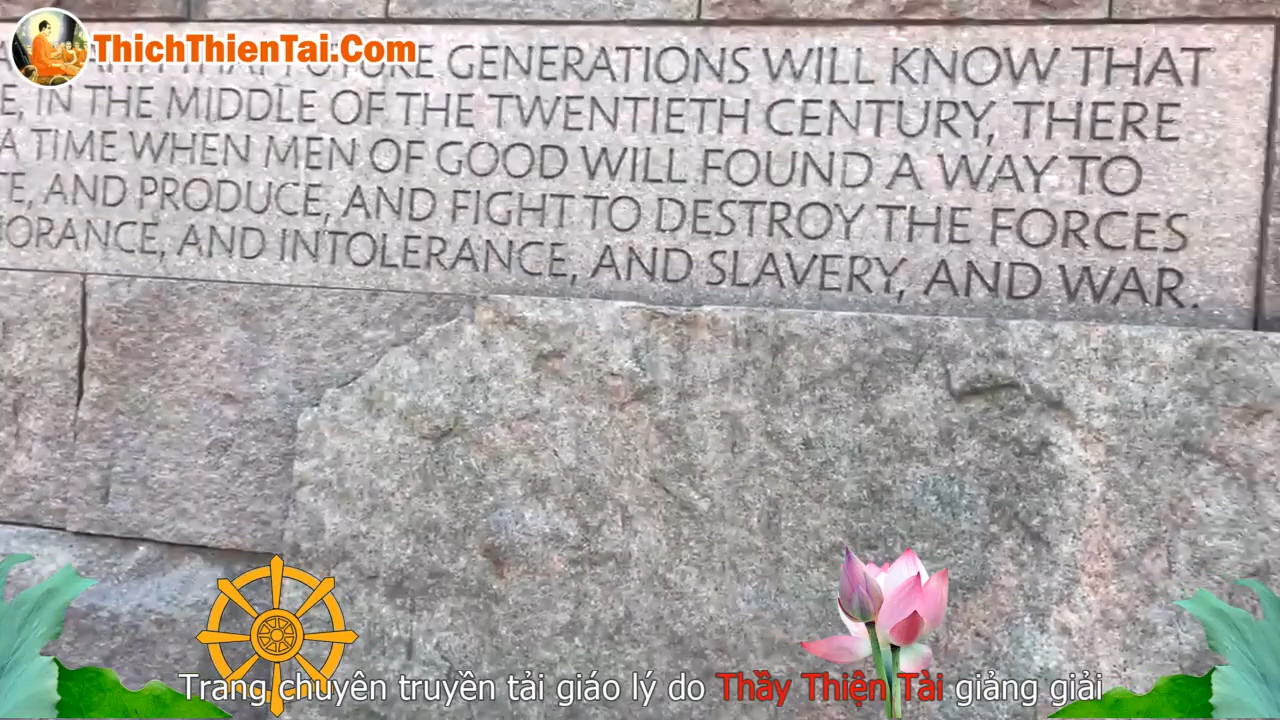 ThichThienTai.Com
FUTURE GENERATIONS WILL KNOW THAT
IN THE MIDDLE OF THE TWENTIETH CENTURY, THERE
A TIME WHEN MEN OF GOOD WILL FOUND A WAY TO
AND PRODUCE, AND FIGHT TO DESTROY THE FORCES
AND INTOLERANCE, AND SLAVERY, AND WAR.
Trang chuyên truyền tải giáo lý do Thầy Thiện Tài giảng giải